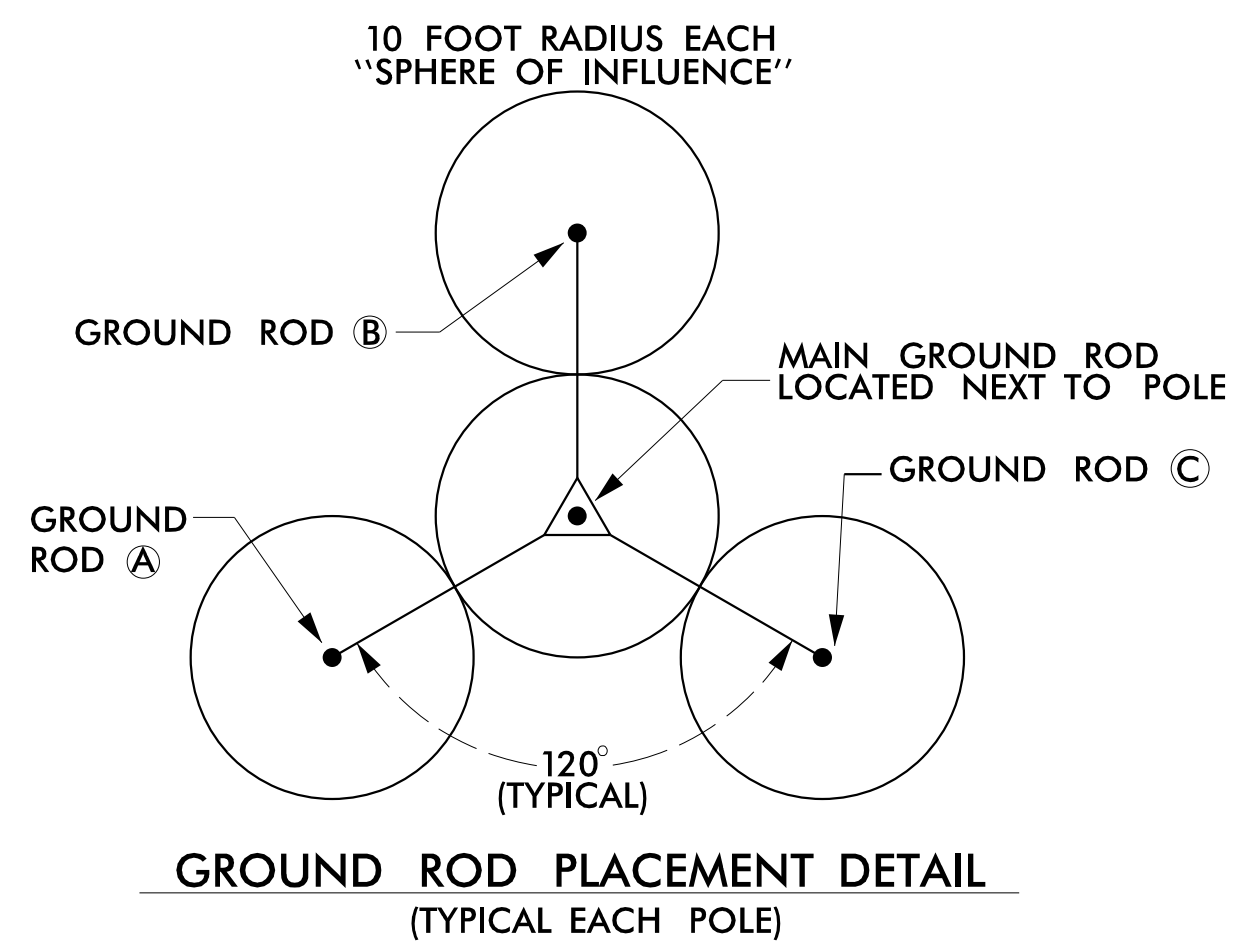 10 FOOT RADIUS EACH
''SPHERE OF INFLUENCE''
GROUND ROD Ⓑ
MAIN GROUND ROD
LOCATED NEXT TO POLE
GROUND ROD Ⓒ
GROUND
ROD Ⓐ
120°
(TYPICAL)
GROUND ROD PLACEMENT DETAIL
(TYPICAL EACH POLE)